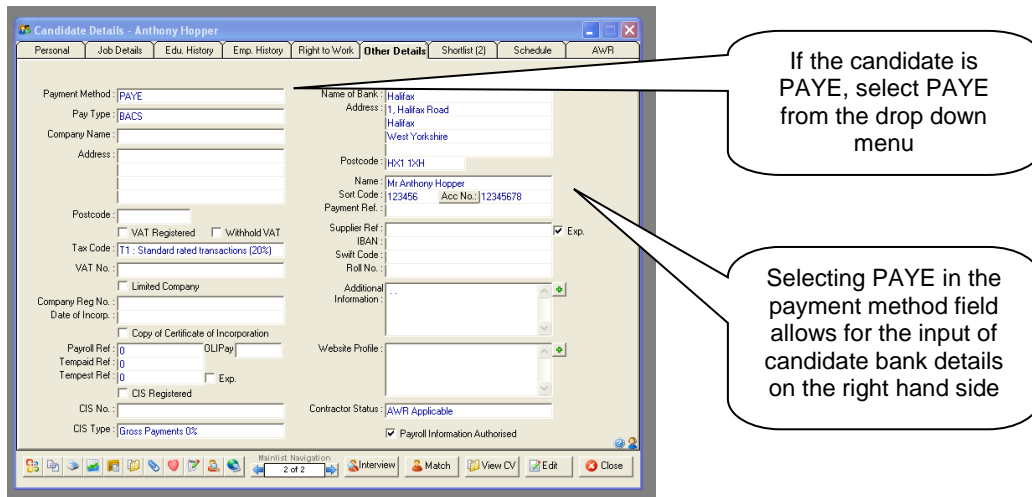 Candidate Details - Anthony Hopper
Personal Job Details Edu. History Emp. History Right to Work Other Details Shortlist (2) Schedule AWR
Payment Method : PAYE
Pay Type : BACS
Company Name :
Address :
Postcode :
VAT Registered Withhold VAT
Tax Code : T1 : Standard rated transactions (20%)
VAT No. :
Limited Company
Company Reg No. :
Date of Incorp. :
Copy of Certificate of Incorporation
Payroll Ref : 0 OLIPay
Tempaid Ref : 0
Tempest Ref : 0 Exp.
CIS Registered
CIS No. :
CIS Type : Gross Payments 0%
Name of Bank : Halifax
Address : 1, Halifax Road
Halifax
West Yorkshire
Postcode : HX1 1XH
Name : Mr Anthony Hopper
Sort Code : 123456 Acc No.: 12345678
Payment Ref. :
Supplier Ref : Exp.
IBAN :
Swift Code :
Roll No. :
Additional
Information : . .
Website Profile :
Contractor Status : AWR Applicable
Payroll Information Authorised
Mainlist Navigation
2 of 2
Interview Match View CV Edit Close
If the candidate is
PAYE, select PAYE
from the drop down
menu
Selecting PAYE in the
payment method field
allows for the input of
candidate bank details
on the right hand side